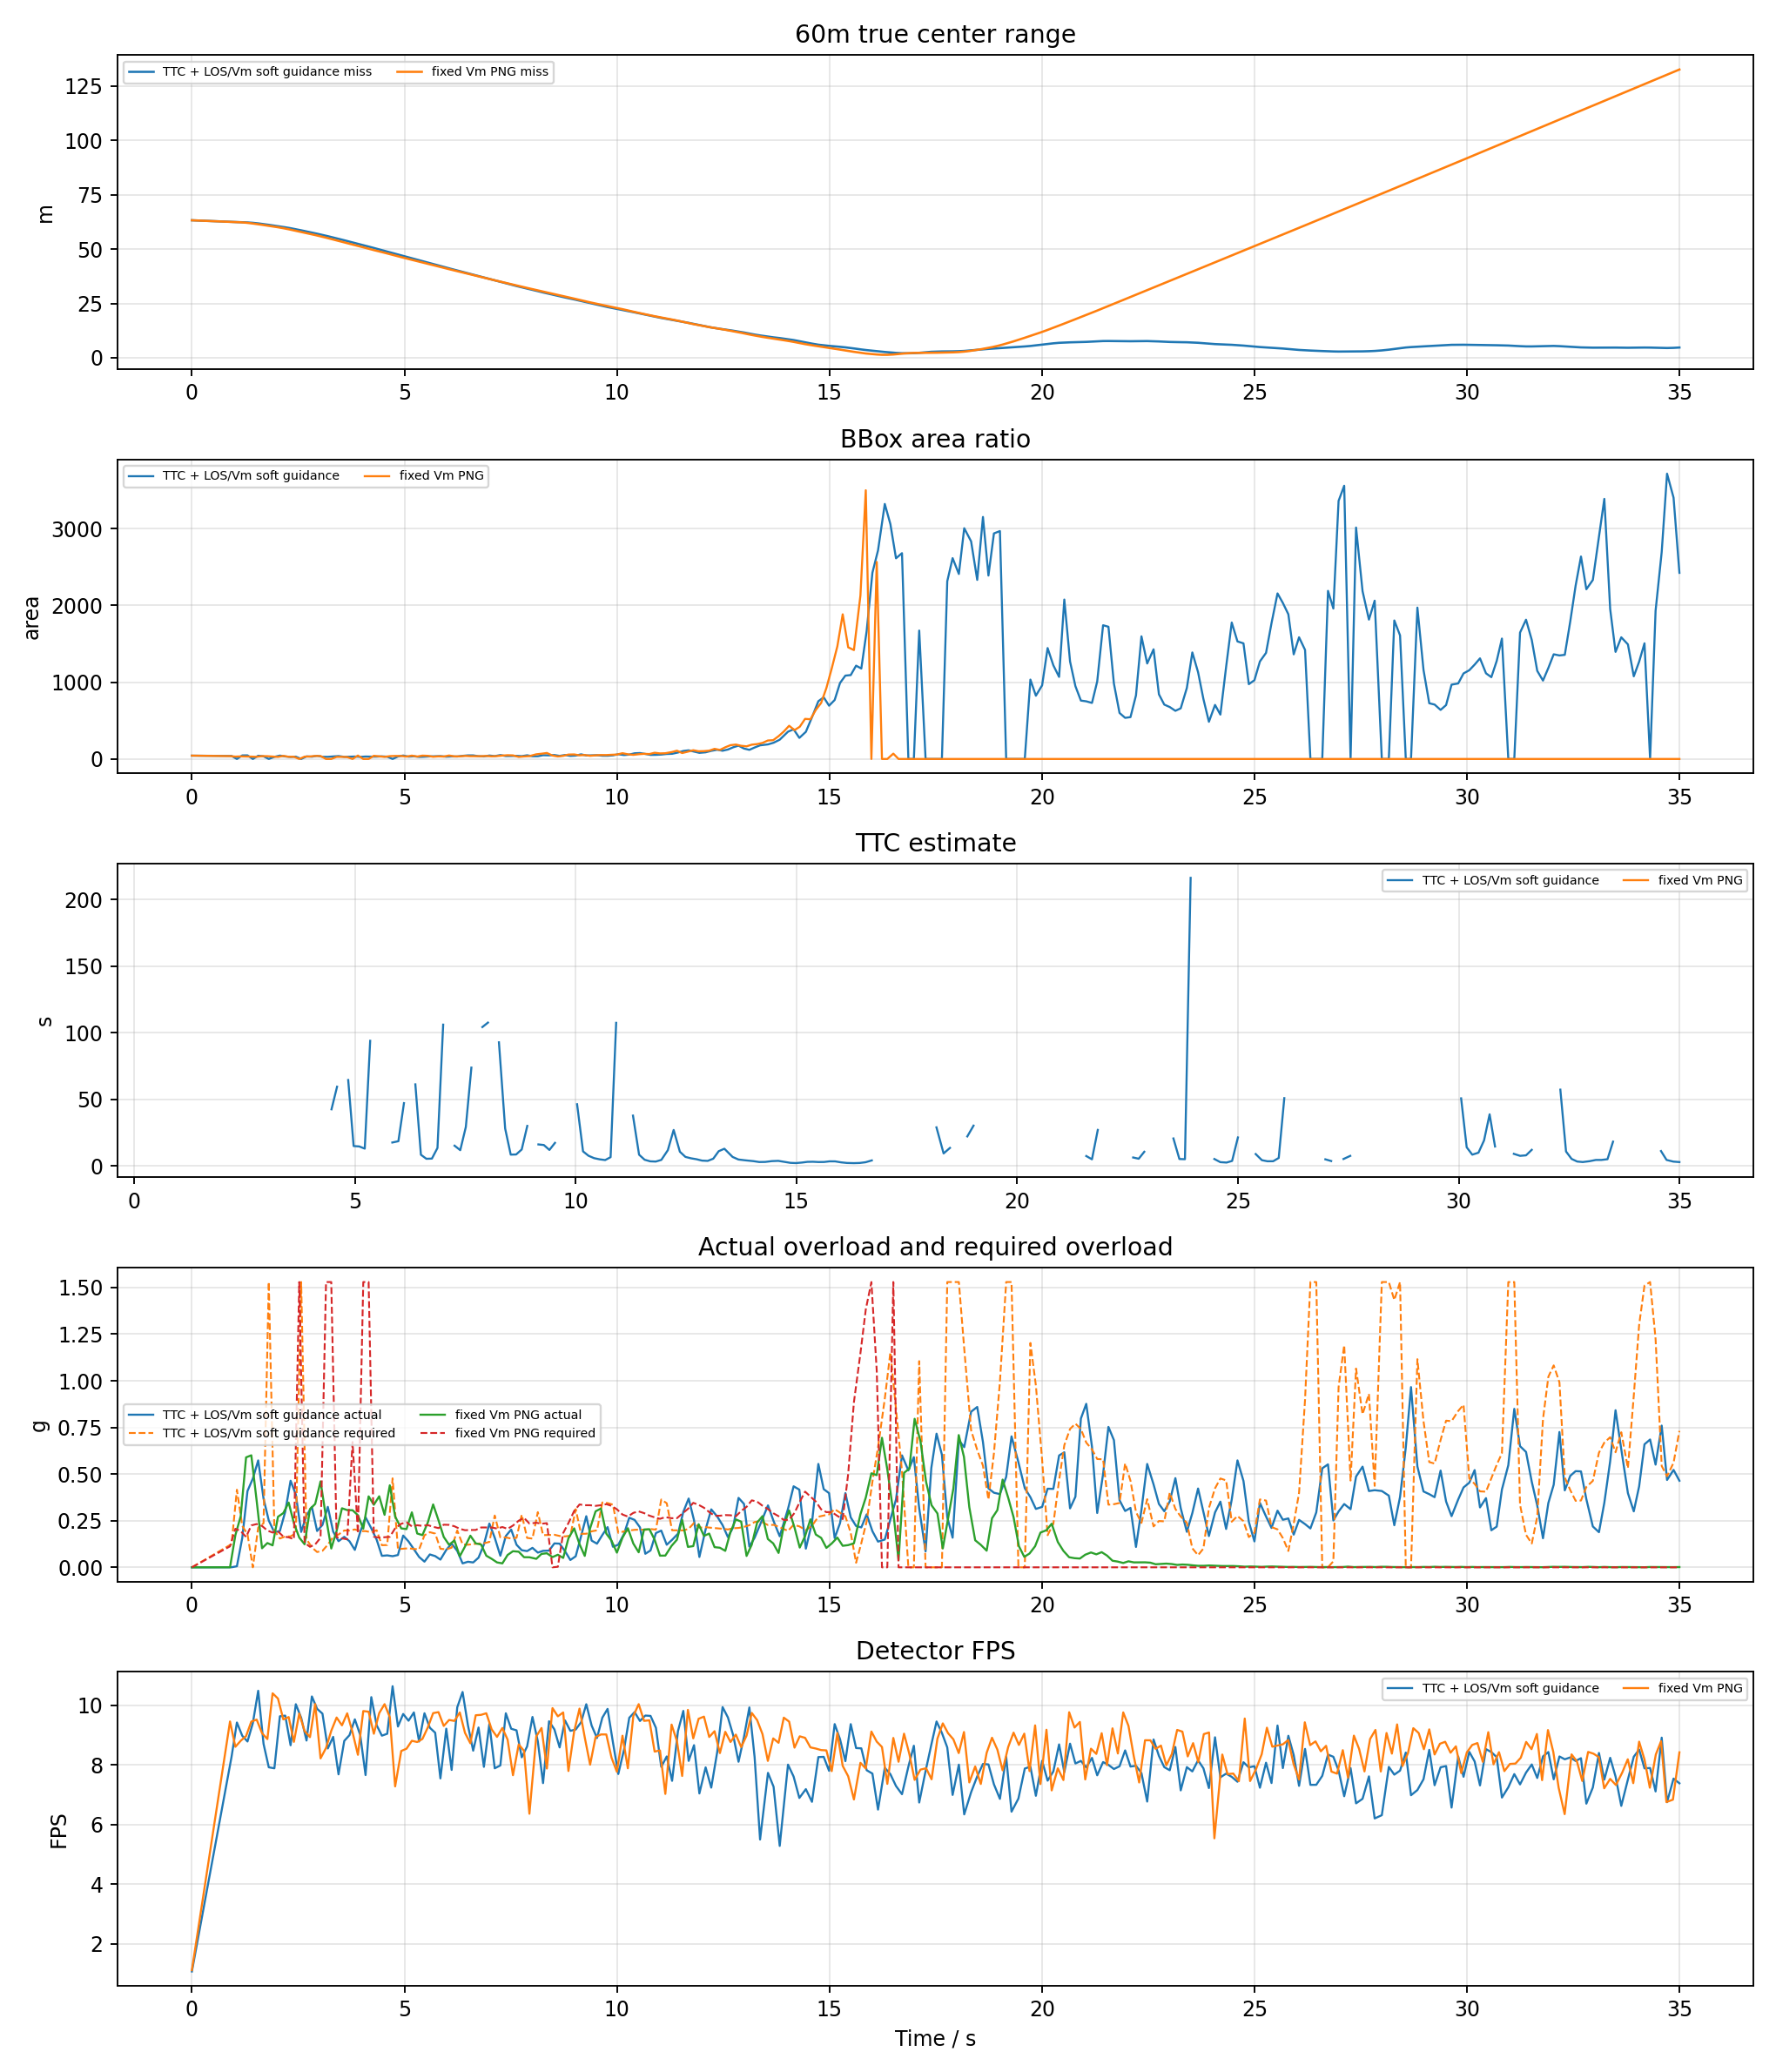 60m true center range
TTC + LOS/Vm soft guidance miss fixed Vm PNG miss
125
100
75
50
25
0
m
0 5 10 15 20 25 30 35
BBox area ratio
TTC + LOS/Vm soft guidance fixed Vm PNG
3000
2000
1000
0
area
0 5 10 15 20 25 30 35
TTC estimate
TTC + LOS/Vm soft guidance fixed Vm PNG
200
150
100
50
0
s
0 5 10 15 20 25 30 35
Actual overload and required overload
1.50
1.25
1.00
0.75
0.50
0.25
0.00
g
TTC + LOS/Vm soft guidance actual fixed Vm PNG actual
TTC + LOS/Vm soft guidance required fixed Vm PNG required
0 5 10 15 20 25 30 35
Detector FPS
TTC + LOS/Vm soft guidance fixed Vm PNG
10
8
6
4
2
FPS
0 5 10 15 20 25 30 35
Time / s